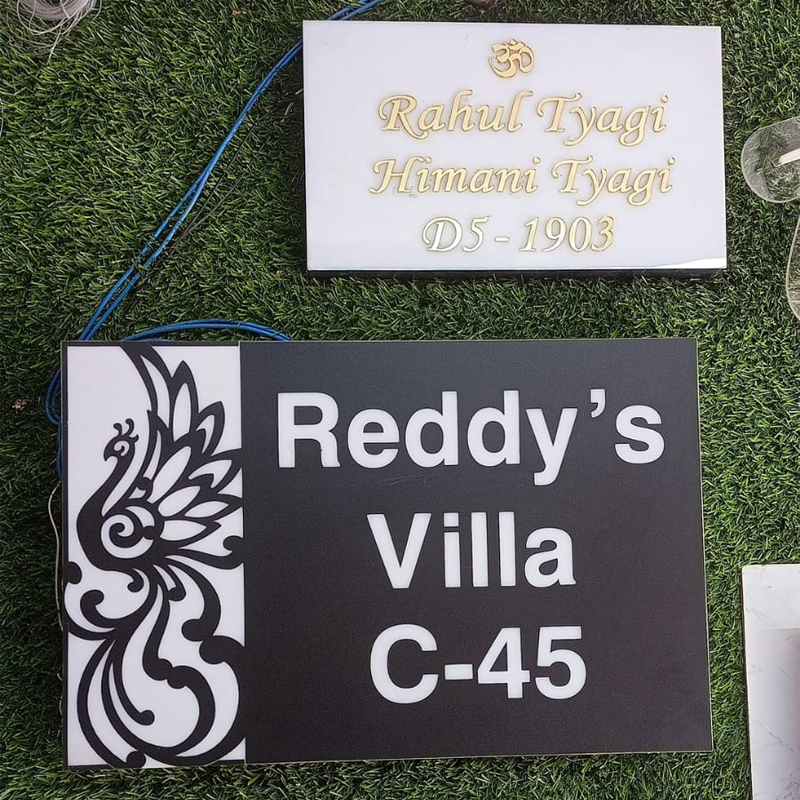 ॐ
Rahul Tyagi
Himani Tyagi
D5 - 1903
Reddy's
Villa
C-45